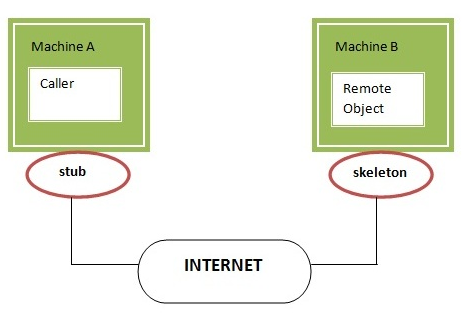 Machine A
Caller
stub
Machine B
Remote
Object
skeleton
INTERNET